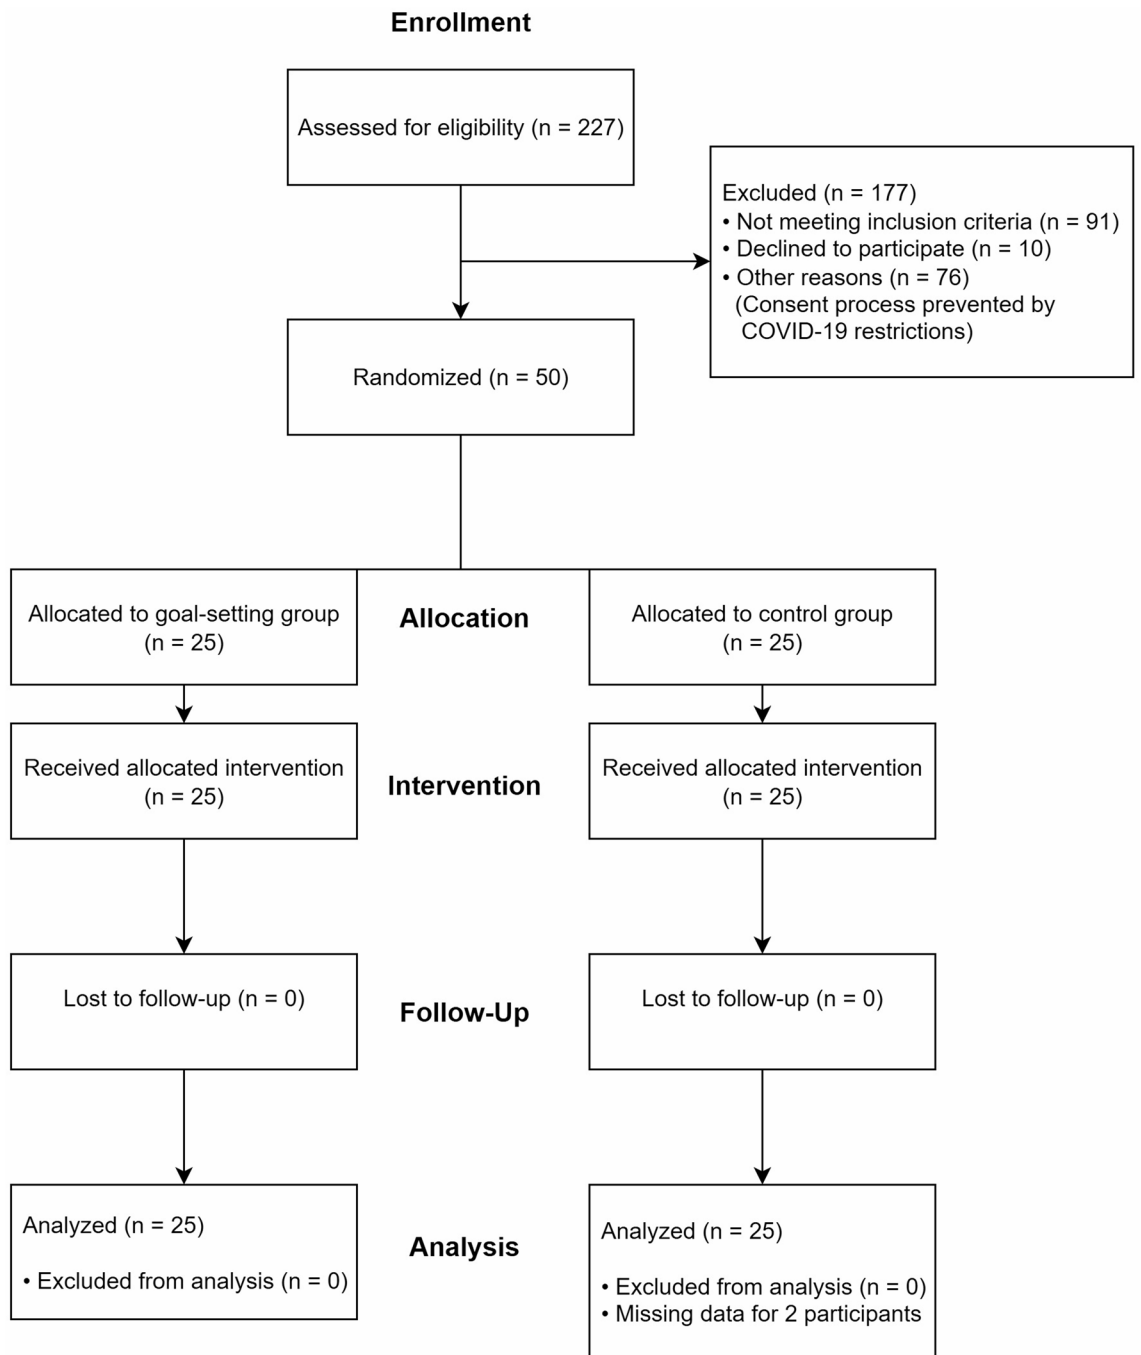 Enrollment
Assessed for eligibility (n = 227)
Excluded (n = 177)
• Not meeting inclusion criteria (n = 91)
• Declined to participate (n = 10)
• Other reasons (n = 76)
(Consent process prevented by
COVID-19 restrictions)
Randomized (n = 50)
Allocated to goal-setting group
(n = 25)
Allocation
Allocated to control group
(n = 25)
Received allocated intervention
(n = 25)
Intervention
Received allocated intervention
(n = 25)
Lost to follow-up (n = 0)
Follow-Up
Lost to follow-up (n = 0)
Analyzed (n = 25)
• Excluded from analysis (n = 0)
Analysis
Analyzed (n = 25)
• Excluded from analysis (n = 0)
• Missing data for 2 participants